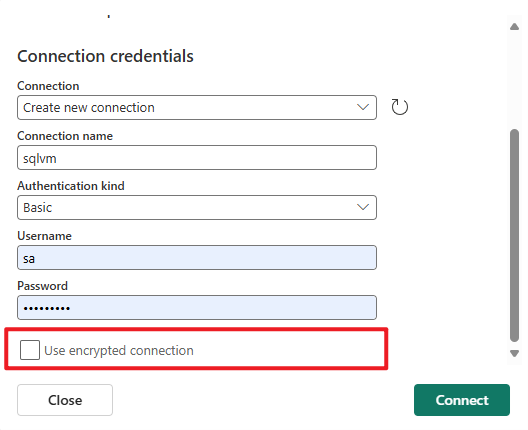 Connection credentials
Connection
Create new connection
Connection name
sqlvm
Authentication kind
Basic
Username
sa
Password
•••••••••
Use encrypted connection
Close
Connect